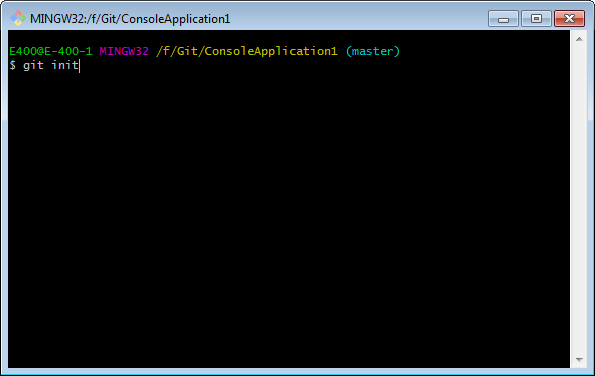 MINGW32:/f/Git/ConsoleApplication1
E400@E-400-1 MINGW32 /f/Git/ConsoleApplication1 (master)
$ git init